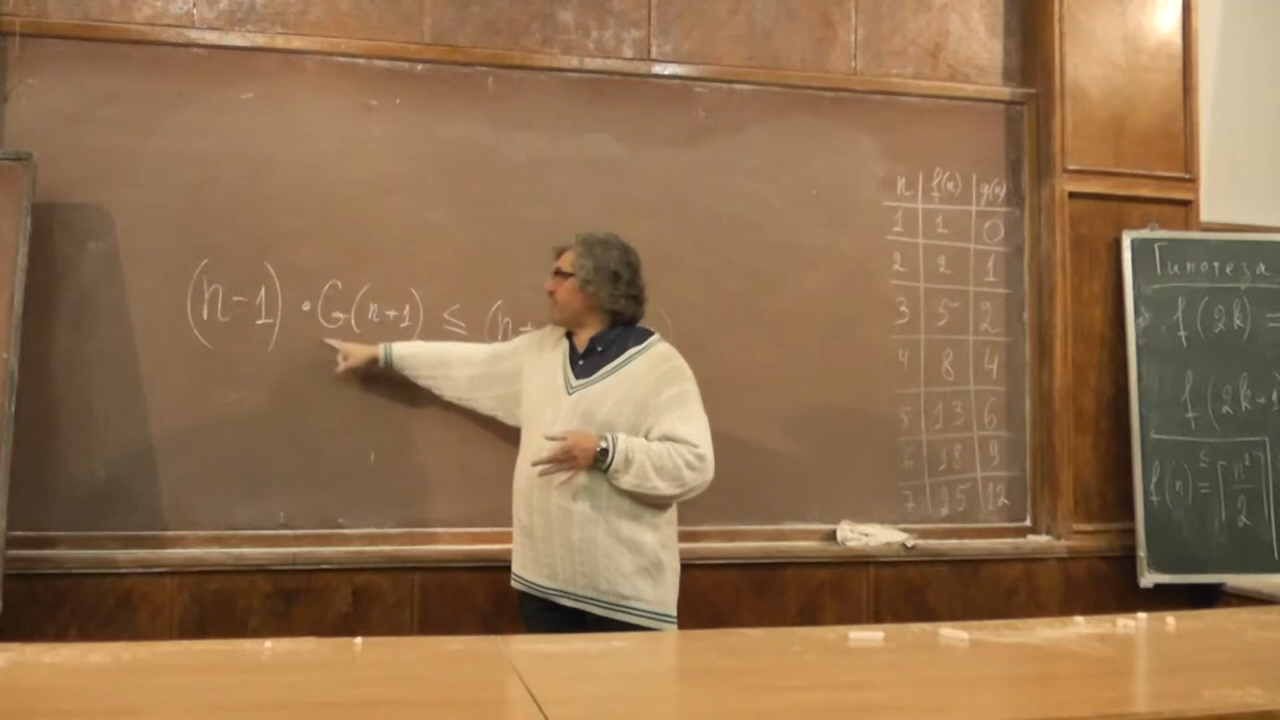 (n-1) · G(n+1) ≤ (n+
n f(n) g(n)
1 1 0
2 2 1
3 5 2
4 8 4
5 13 6
6 18 9
7 25 12
Гипотеза
f(2k) =
f(2k+1
f(n) ≤= ⌈n²/2⌉